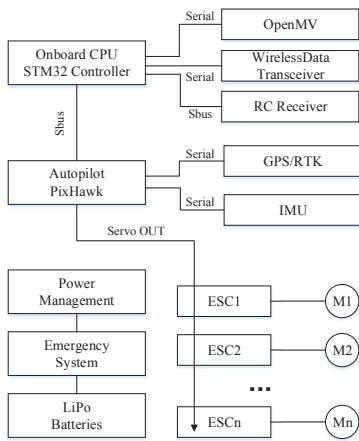 Serial
OpenMV
Onboard CPU
STM32 Controller
WirelessData
Transceiver
Serial
Sbus
RC Receiver
Sbus
Serial
GPS/RTK
Autopilot
PixHawk
Serial
IMU
Servo OUT
Power
Management
ESC1
M1
Emergency
System
ESC2
M2
...
LiPo
Batteries
ESCn
Mn